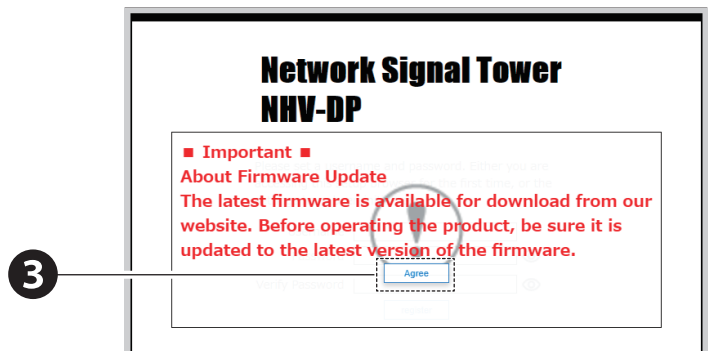 Network Signal Tower
NHV-DP
■ Important ■
About Firmware Update
The latest firmware is available for download from our
website. Before operating the product, be sure it is
updated to the latest version of the firmware.
3
Agree
Verify Password